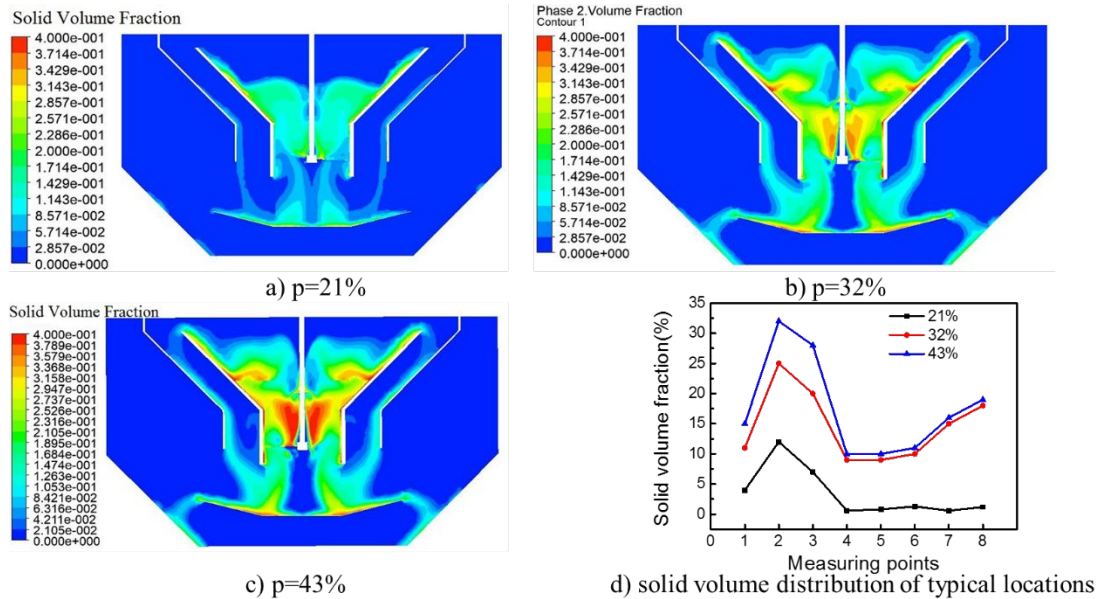 Solid Volume Fraction
4.000e-001
3.714e-001
3.429e-001
3.143e-001
2.857e-001
2.571e-001
2.286e-001
2.000e-001
1.714e-001
1.429e-001
1.143e-001
8.571e-002
5.714e-002
2.857e-002
0.000e+000
a) p=21%
Phase 2.Volume Fraction
Contour 1
4.000e-001
3.714e-001
3.429e-001
3.143e-001
2.857e-001
2.571e-001
2.286e-001
2.000e-001
1.714e-001
1.429e-001
1.143e-001
8.571e-002
5.714e-002
2.857e-002
0.000e+000
b) p=32%
Solid Volume Fraction
4.000e-001
3.789e-001
3.579e-001
3.368e-001
3.158e-001
2.947e-001
2.737e-001
2.526e-001
2.316e-001
2.105e-001
1.895e-001
1.684e-001
1.474e-001
1.263e-001
1.053e-001
8.421e-002
6.316e-002
4.211e-002
2.105e-002
0.000e+000
c) p=43%
Solid volume fraction(%)
35
30
25
20
15
10
5
0
21%
32%
43%
0 1 2 3 4 5 6 7 8
Measuring points
d) solid volume distribution of typical locations